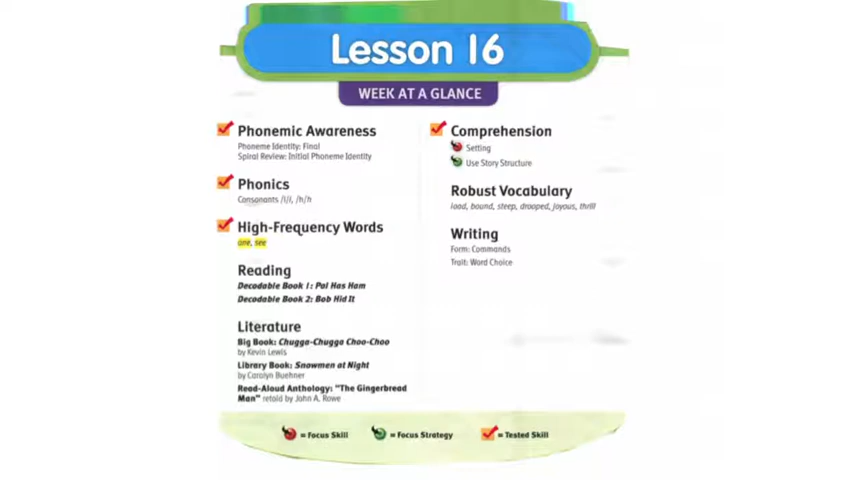 Lesson 16
WEEK AT A GLANCE
Phonemic Awareness
Phoneme Identity: Final
Spiral Review: Initial Phoneme Identity
Phonics
Consonants /l/l, /h/h
High-Frequency Words
are, see
Reading
Decodable Book 1: Pal Has Ham
Decodable Book 2: Bob Hid It
Literature
Big Book: Chugga-Chugga Choo-Choo
by Kevin Lewis
Library Book: Snowmen at Night
by Caralyn Buehner
Read-Aloud Anthology: "The Gingerbread
Man" retold by John A. Rowe
Comprehension
Setting
Use Story Structure
Robust Vocabulary
load, bound, steep, drooped, joyous, thrill
Writing
Form: Commands
Trait: Word Choice
= Focus Skill
= Focus Strategy
= Tested Skill